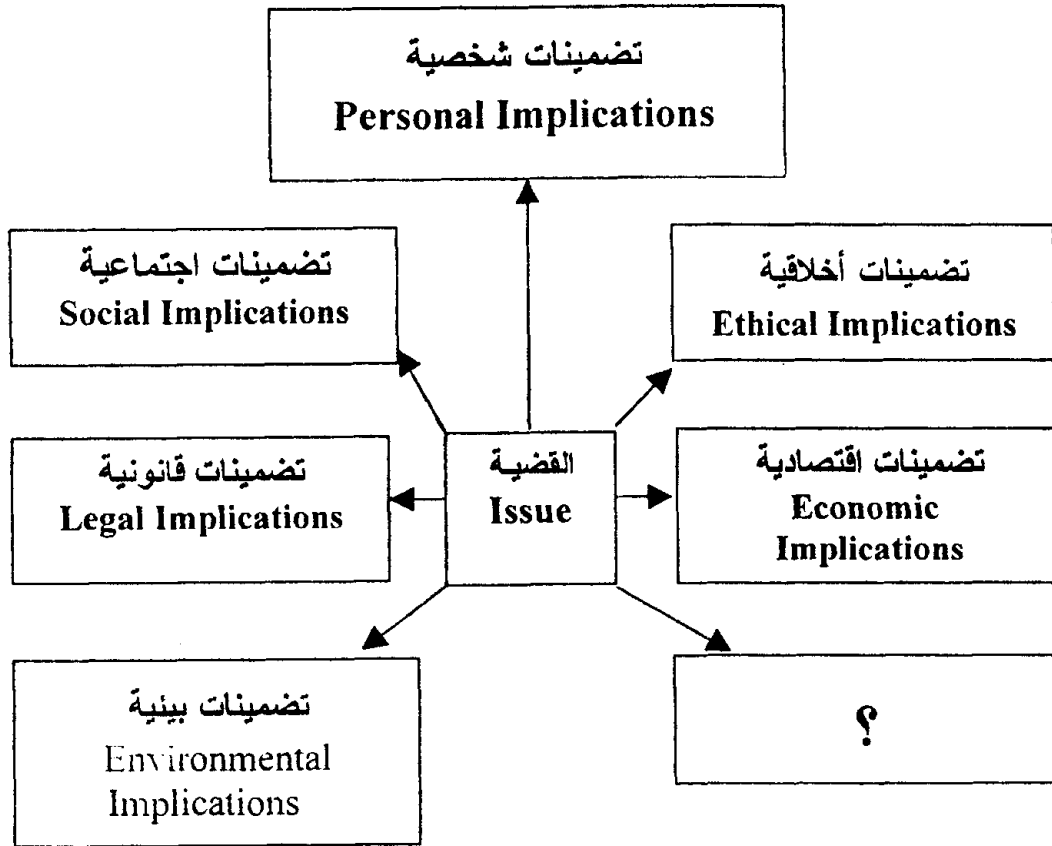 تضمينات شخصية
Personal Implications
تضمينات اجتماعية
Social Implications
تضمينات أخلاقية
Ethical Implications
تضمينات قانونية
Legal Implications
القضية
Issue
تضمينات اقتصادية
Economic
Implications
تضمينات بيئية
Environmental
Implications
؟